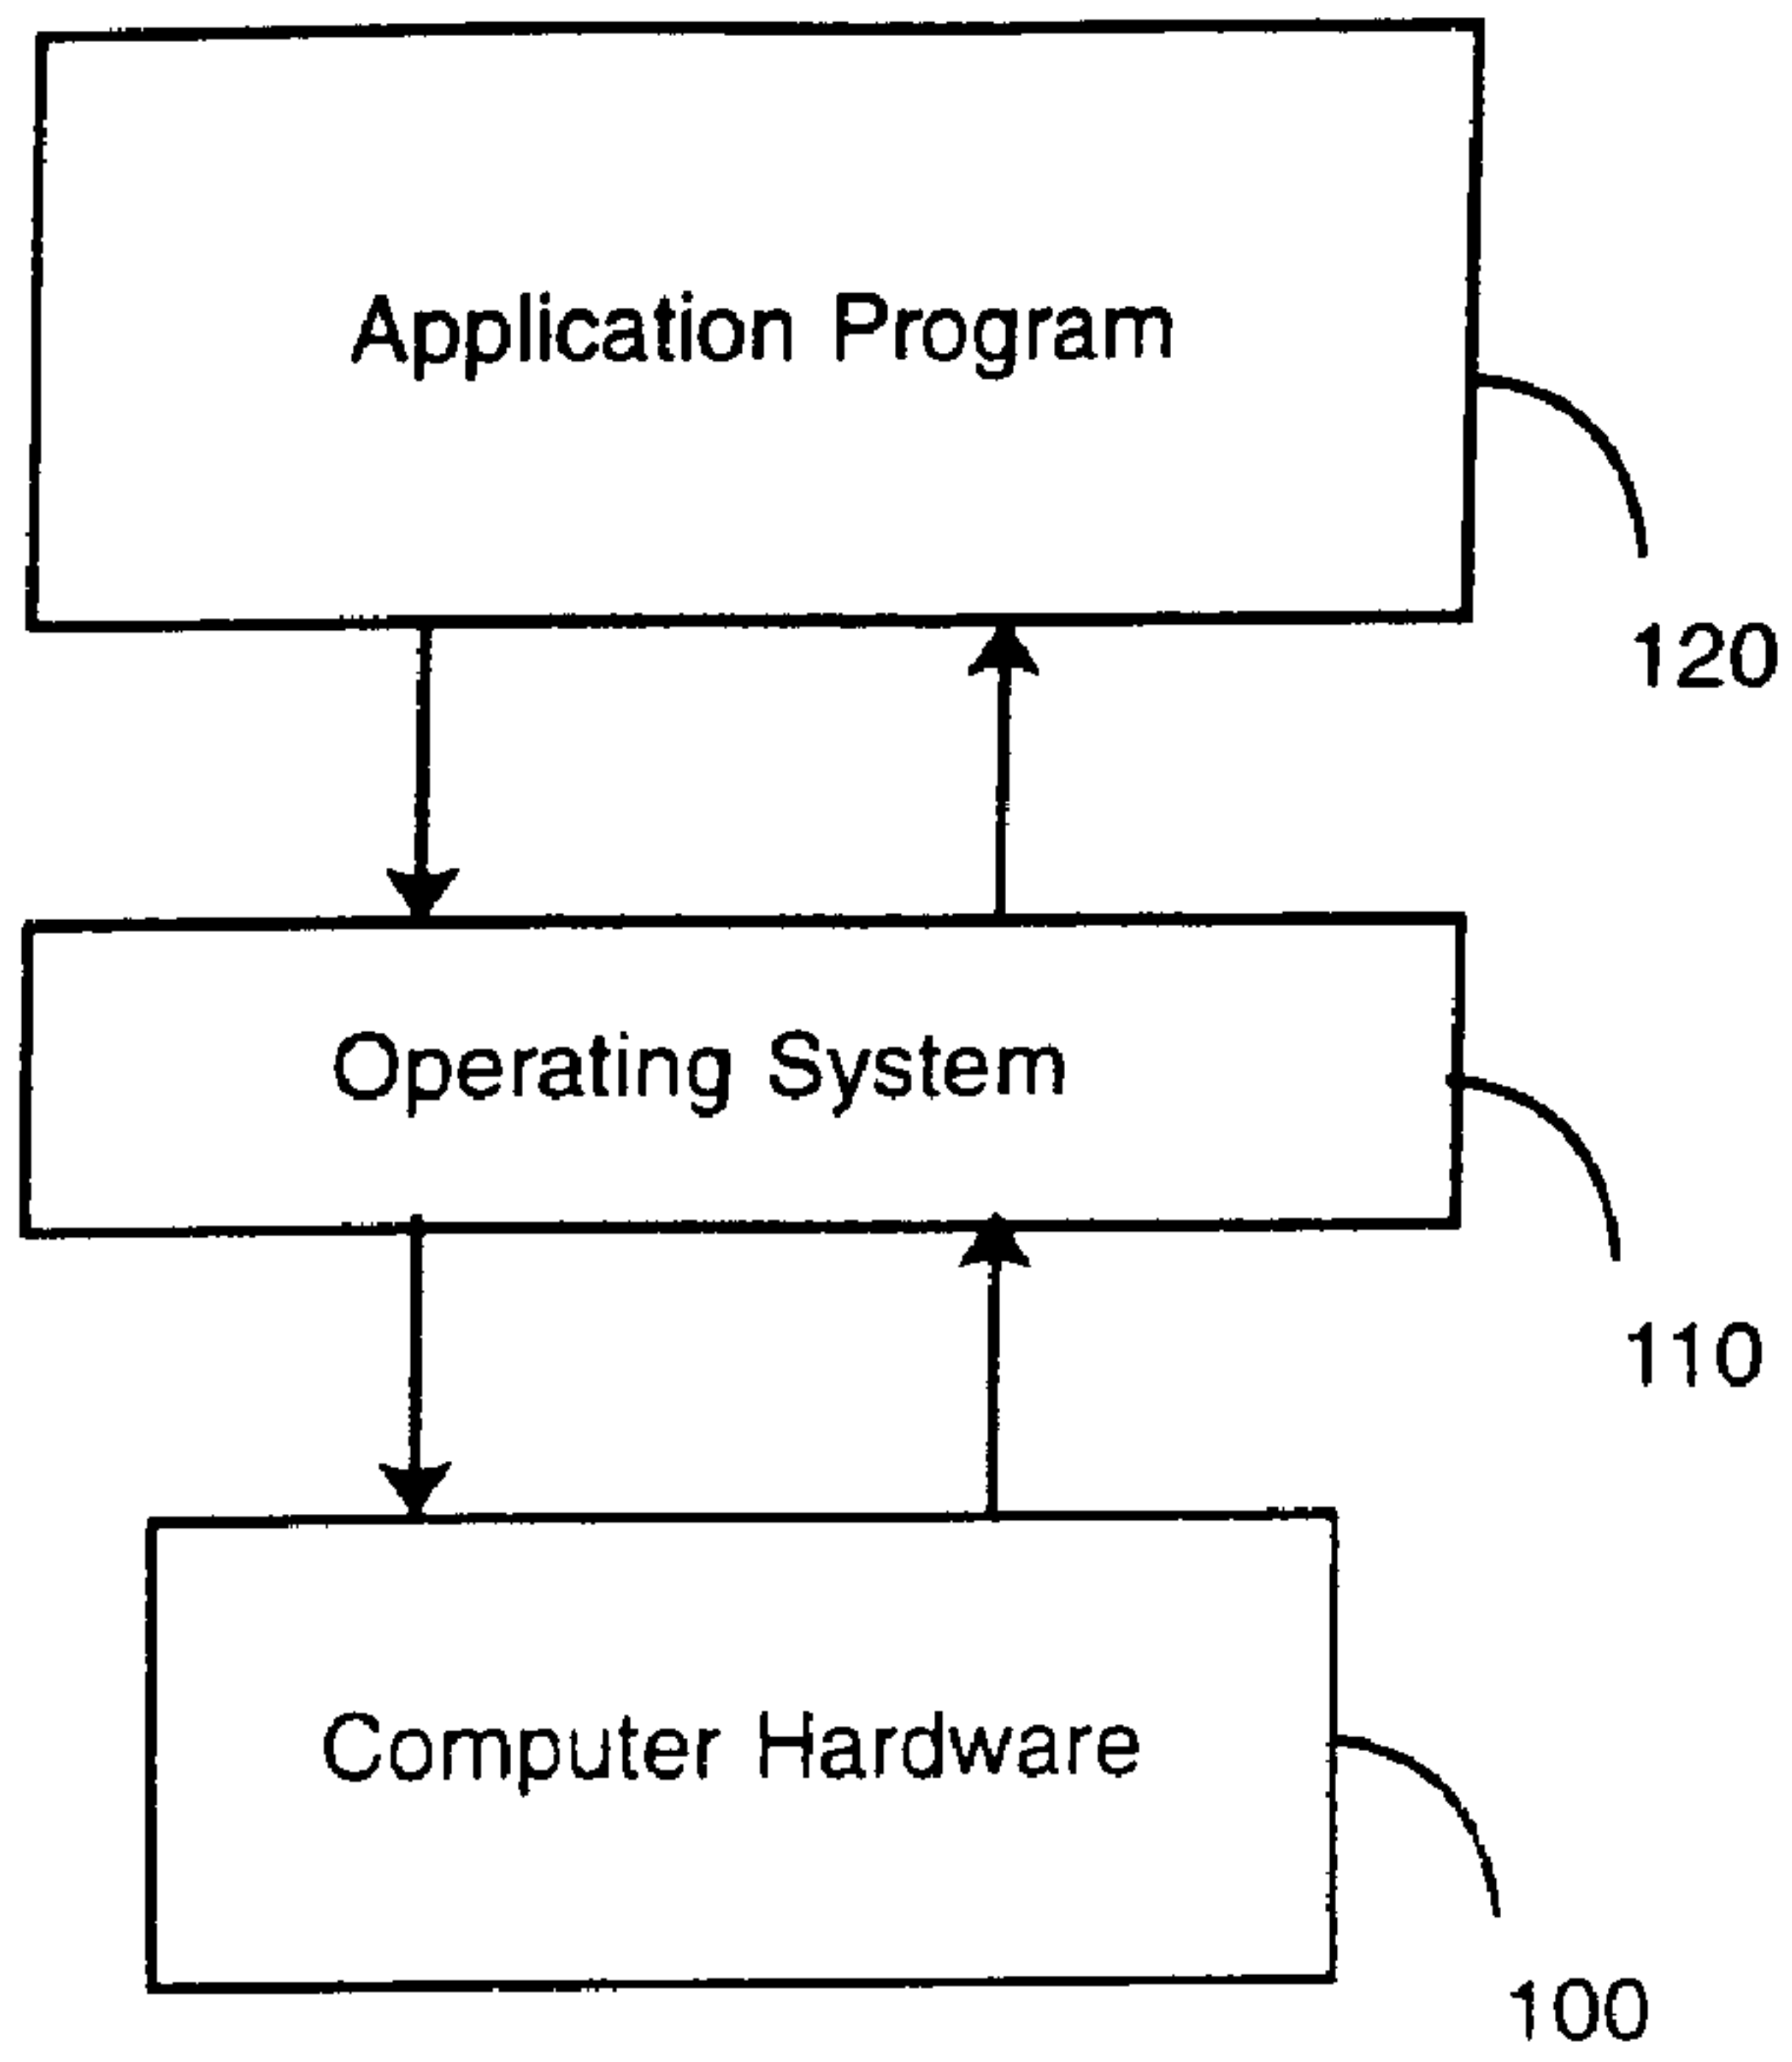 Application Program
120
Operating System
110
Computer Hardware
100